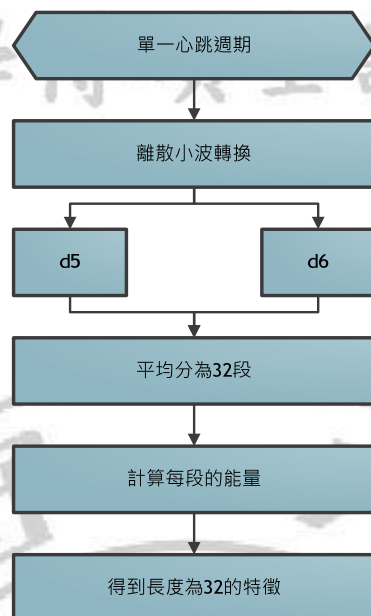 單一心跳週期
離散小波轉換
d5 d6
平均分為32段
計算每段的能量
得到長度為32的特徵